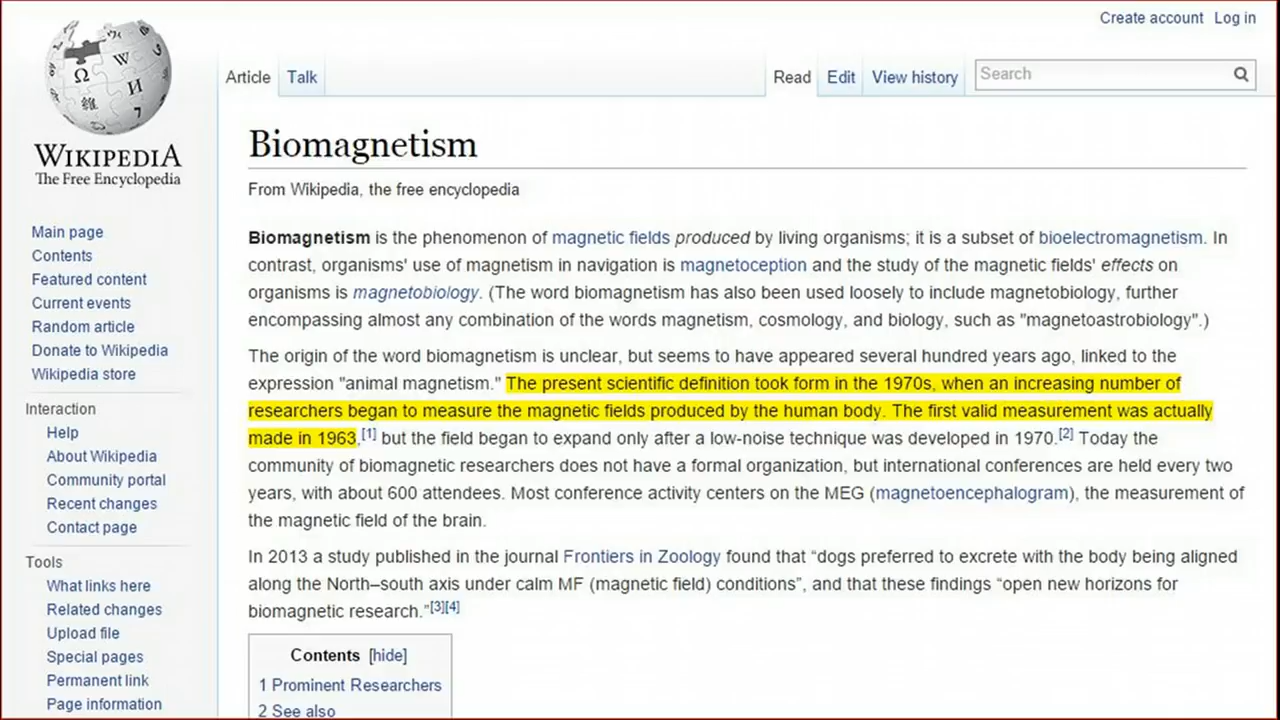 Create account Log in
Article Talk Read Edit View history Search
WIKIPEDIA
The Free Encyclopedia
Main page
Contents
Featured content
Current events
Random article
Donate to Wikipedia
Wikipedia store
Interaction
Help
About Wikipedia
Community portal
Recent changes
Contact page
Tools
What links here
Related changes
Upload file
Special pages
Permanent link
Page information
Biomagnetism
From Wikipedia, the free encyclopedia
Biomagnetism is the phenomenon of magnetic fields produced by living organisms; it is a subset of bioelectromagnetism. In
contrast, organisms' use of magnetism in navigation is magnetoception and the study of the magnetic fields' effects on
organisms is magnetobiology. (The word biomagnetism has also been used loosely to include magnetobiology, further
encompassing almost any combination of the words magnetism, cosmology, and biology, such as "magnetoastrobiology".)
The origin of the word biomagnetism is unclear, but seems to have appeared several hundred years ago, linked to the
expression "animal magnetism." The present scientific definition took form in the 1970s, when an increasing number of
researchers began to measure the magnetic fields produced by the human body. The first valid measurement was actually
made in 1963,[1] but the field began to expand only after a low-noise technique was developed in 1970.[2] Today the
community of biomagnetic researchers does not have a formal organization, but international conferences are held every two
years, with about 600 attendees. Most conference activity centers on the MEG (magnetoencephalogram), the measurement of
the magnetic field of the brain.
In 2013 a study published in the journal Frontiers in Zoology found that “dogs preferred to excrete with the body being aligned
along the North–south axis under calm MF (magnetic field) conditions”, and that these findings “open new horizons for
biomagnetic research.”[3][4]
Contents [hide]
1 Prominent Researchers
2 See also